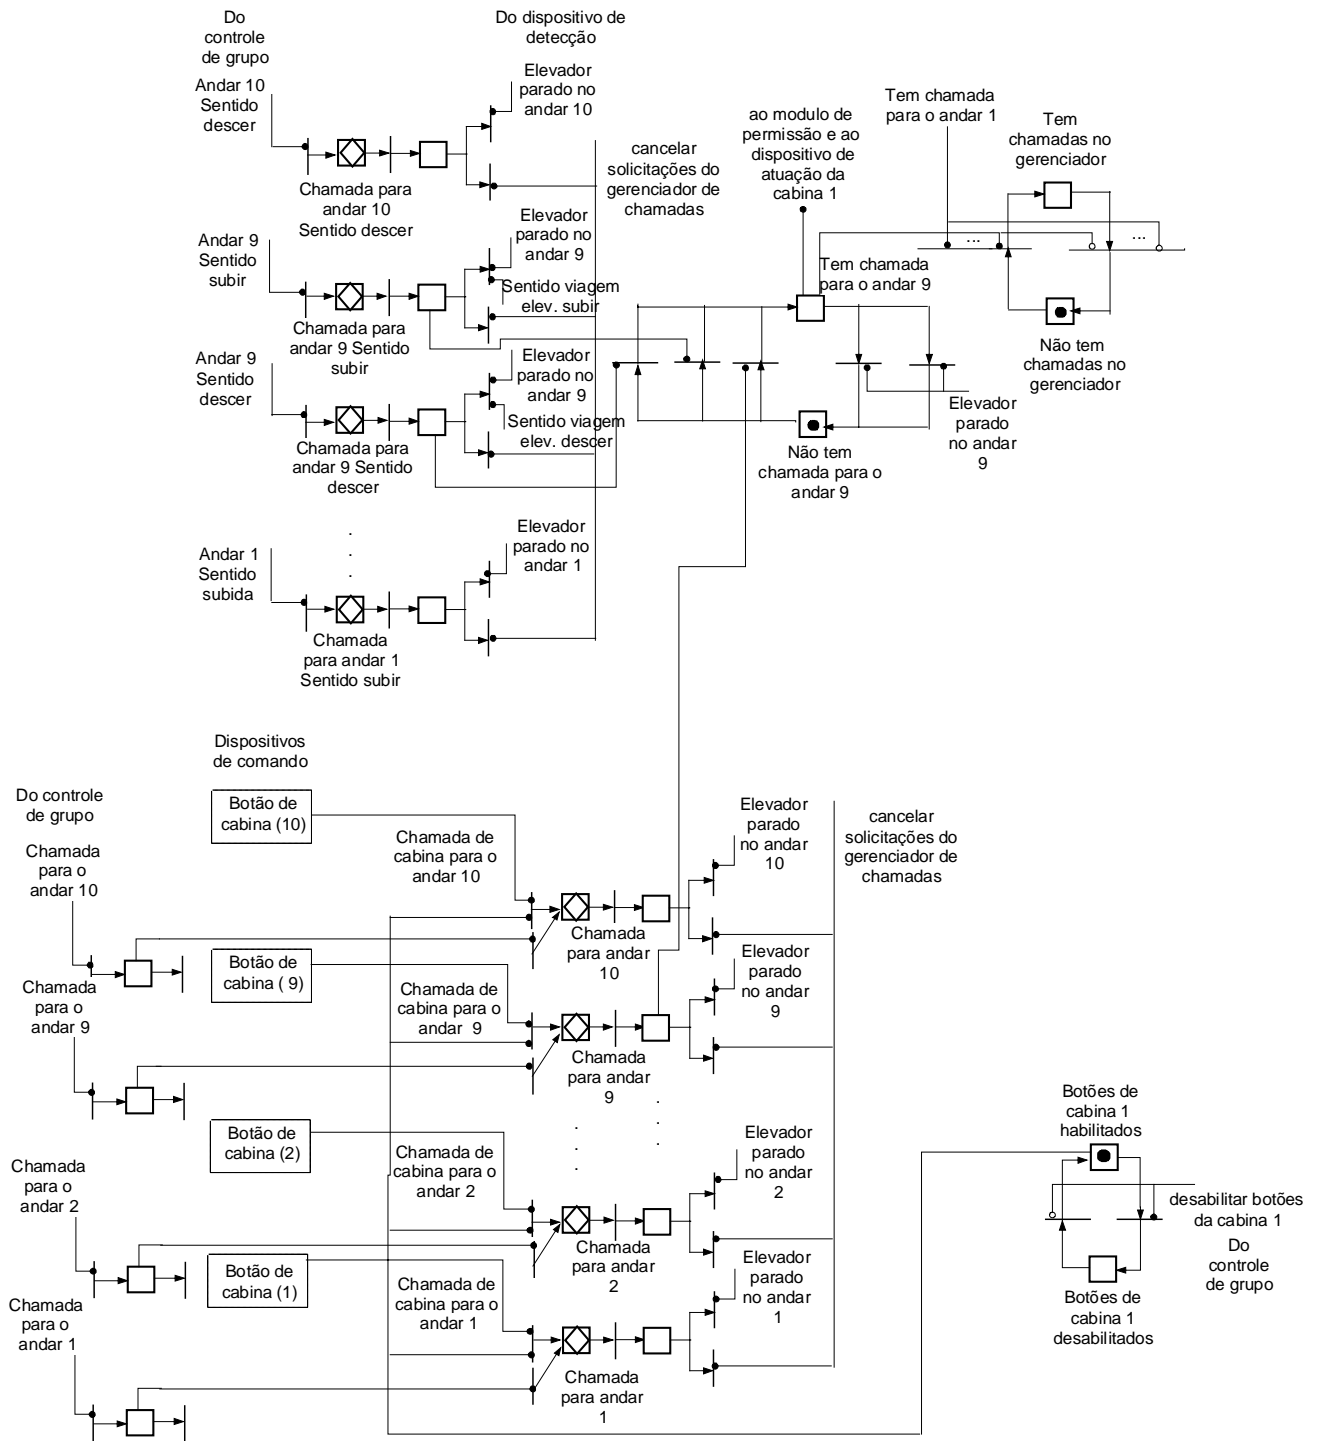 Do
controle
de grupo
Do dispositivo de
detecção
Andar 10
Sentido
descer
Elevador
parado no
andar 10
Chamada para
andar 10
Sentido descer
cancelar
solicitações do
gerenciador de
chamadas
ao modulo de
permissão e ao
dispositivo de
atuação da
cabina 1
Tem chamada
para o andar 1
Tem
chamadas no
gerenciador
...
...
Não tem
chamadas no
gerenciador
Andar 9
Sentido
subir
Elevador
parado no
andar 9
Sentido viagem
elev. subir
Chamada para
andar 9 Sentido
subir
Tem chamada
para o andar 9
Andar 9
Sentido
descer
Elevador
parado no
andar 9
Sentido viagem
elev. descer
Chamada para
andar 9 Sentido
descer
Elevador
parado
no andar
9
Não tem
chamada para o
andar 9
.
.
.
Andar 1
Sentido
subida
Elevador
parado no
andar 1
Chamada
para andar 1
Sentido subir
Dispositivos
de comando
Do controle
de grupo
Botão de
cabina (10)
Chamada
para o
andar 10
Chamada de
cabina para o
andar 10
Elevador
parado
no andar
10
cancelar
solicitações do
gerenciador de
chamadas
Chamada
para andar
10
Chamada
para o
andar 9
Botão de
cabina ( 9)
Chamada de
cabina para o
andar 9
Elevador
parado
no andar
9
Chamada
para andar
9
.
.
.
.
.
.
Botão de
cabina (2)
Chamada
para o
andar 2
Chamada de
cabina para o
andar 2
Elevador
parado
no andar
2
Chamada
para andar
2
Botão de
cabina (1)
Chamada
para o
andar 1
Chamada de
cabina para o
andar 1
Elevador
parado
no andar
1
Chamada
para andar
1
Botões de
cabina 1
habilitados
desabilitar botões
da cabina 1
Do
controle
de grupo
Botões de
cabina 1
desabilitados